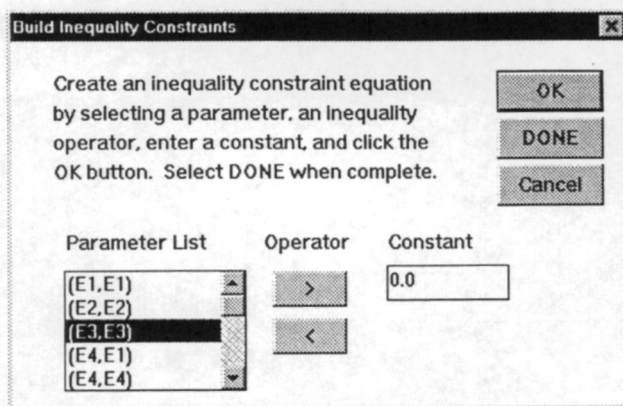 Build Inequality Constraints
Create an inequality constraint equation
by selecting a parameter, an inequality
operator, enter a constant, and click the
OK button. Select DONE when complete.
OK
DONE
Cancel
Parameter List
Operator
Constant
(E1,E1)
(E2,E2)
(E3,E3)
(E4,E1)
(E4,E4)
>
<
0.0